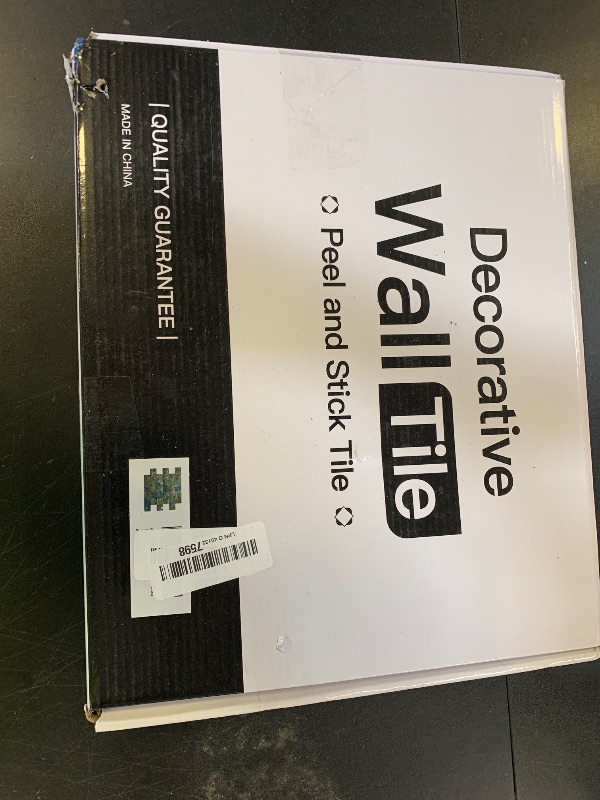 Decorative
Wall Tile
Peel and Stick Tile
| QUALITY GUARANTEE |
MADE IN CHINA
7598